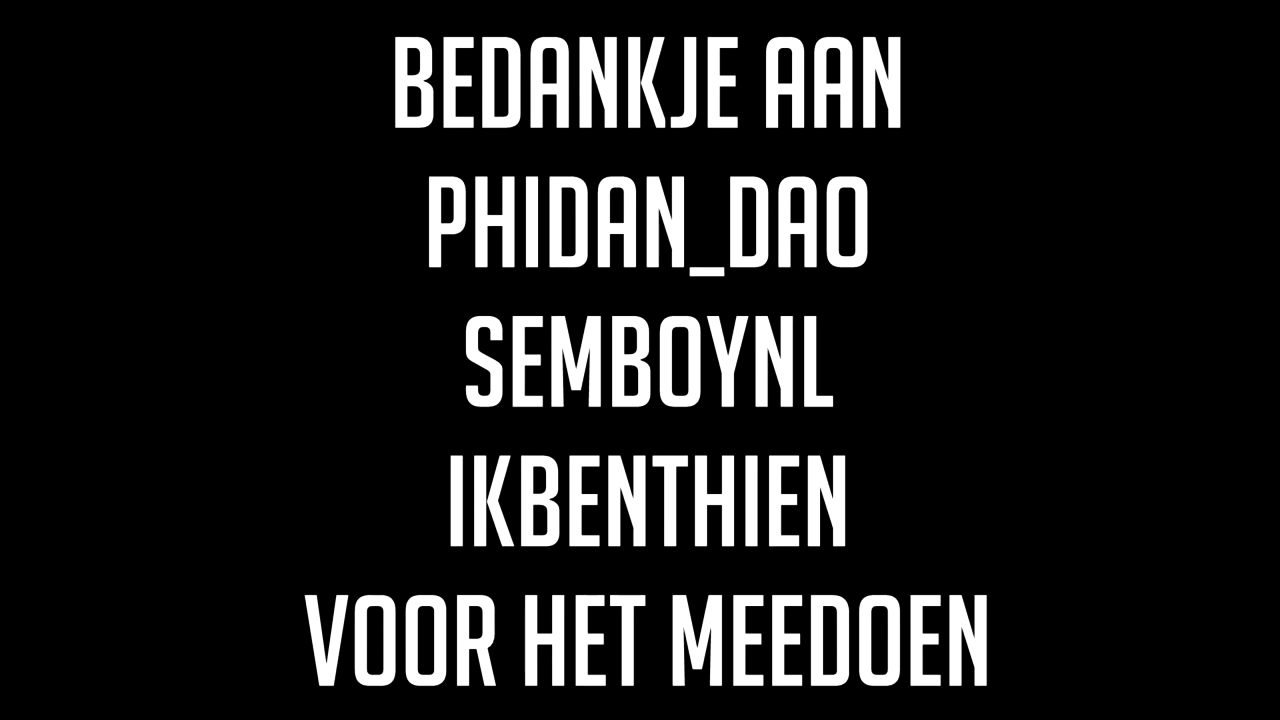 BEDANKJE AAN
PHIDAN_DAO
SEMBOYNL
IKBENTHIEN
VOOR HET MEEDOEN